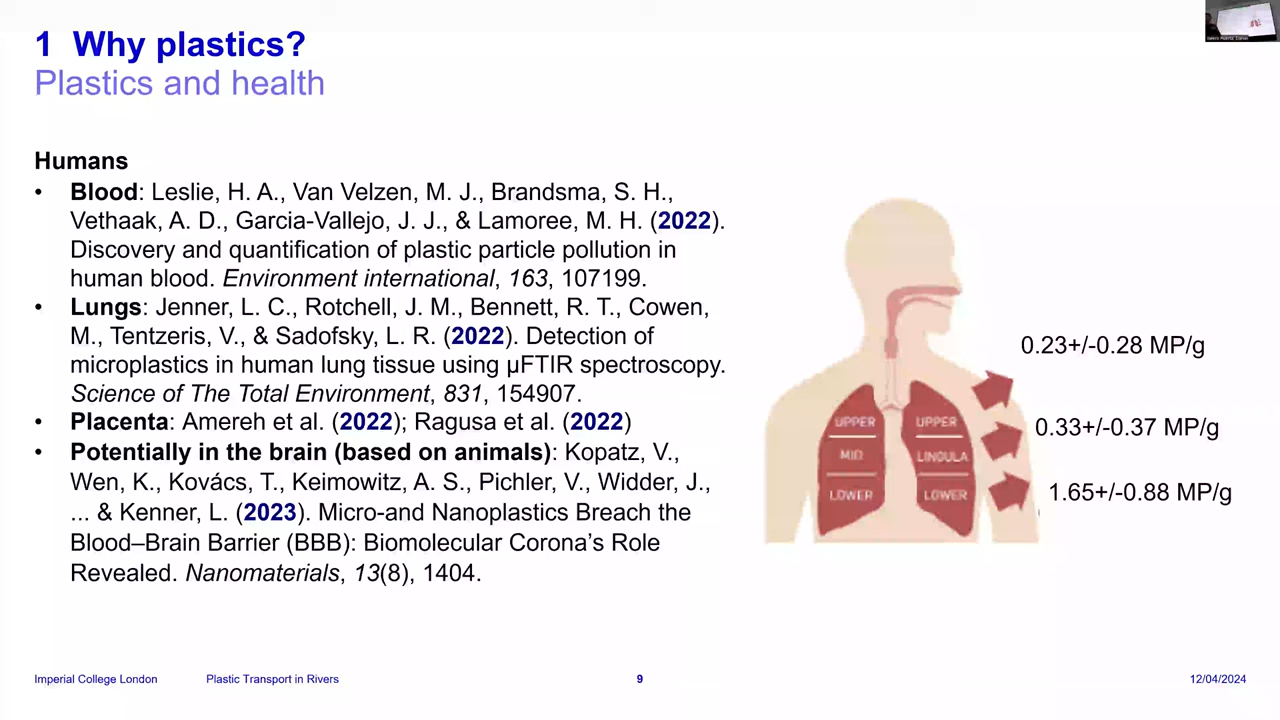 1 Why plastics?
Plastics and health
Humans
• Blood: Leslie, H. A., Van Velzen, M. J., Brandsma, S. H.,
Vethaak, A. D., Garcia-Vallejo, J. J., & Lamoree, M. H. (2022).
Discovery and quantification of plastic particle pollution in
human blood. Environment international, 163, 107199.
• Lungs: Jenner, L. C., Rotchell, J. M., Bennett, R. T., Cowen,
M., Tentzeris, V., & Sadofsky, L. R. (2022). Detection of
microplastics in human lung tissue using μFTIR spectroscopy.
Science of The Total Environment, 831, 154907.
• Placenta: Amereh et al. (2022); Ragusa et al. (2022)
• Potentially in the brain (based on animals): Kopatz, V.,
Wen, K., Kovács, T., Keimowitz, A. S., Pichler, V., Widder, J.,
... & Kenner, L. (2023). Micro-and Nanoplastics Breach the
Blood–Brain Barrier (BBB): Biomolecular Corona’s Role
Revealed. Nanomaterials, 13(8), 1404.
0.23+/-0.28 MP/g
UPPER UPPER
0.33+/-0.37 MP/g
MID LINGULA
LOWER LOWER
1.65+/-0.88 MP/g
Imperial College London Plastic Transport in Rivers 9 12/04/2024